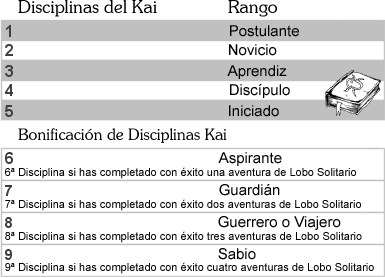 Disciplinas del Kai Rango
1 Postulante
2 Novicio
3 Aprendiz
4 Discípulo
5 Iniciado
Bonificación de Disciplinas Kai
6 Aspirante
6ª Disciplina si has completado con éxito una aventura de Lobo Solitario
7 Guardián
7ª Disciplina si has completado con éxito dos aventuras de Lobo Solitario
8 Guerrero o Viajero
8ª Disciplina si has completado con éxito tres aventuras de Lobo Solitario
9 Sabio
9ª Disciplina si has completado con éxito cuatro aventuras de Lobo Solitario